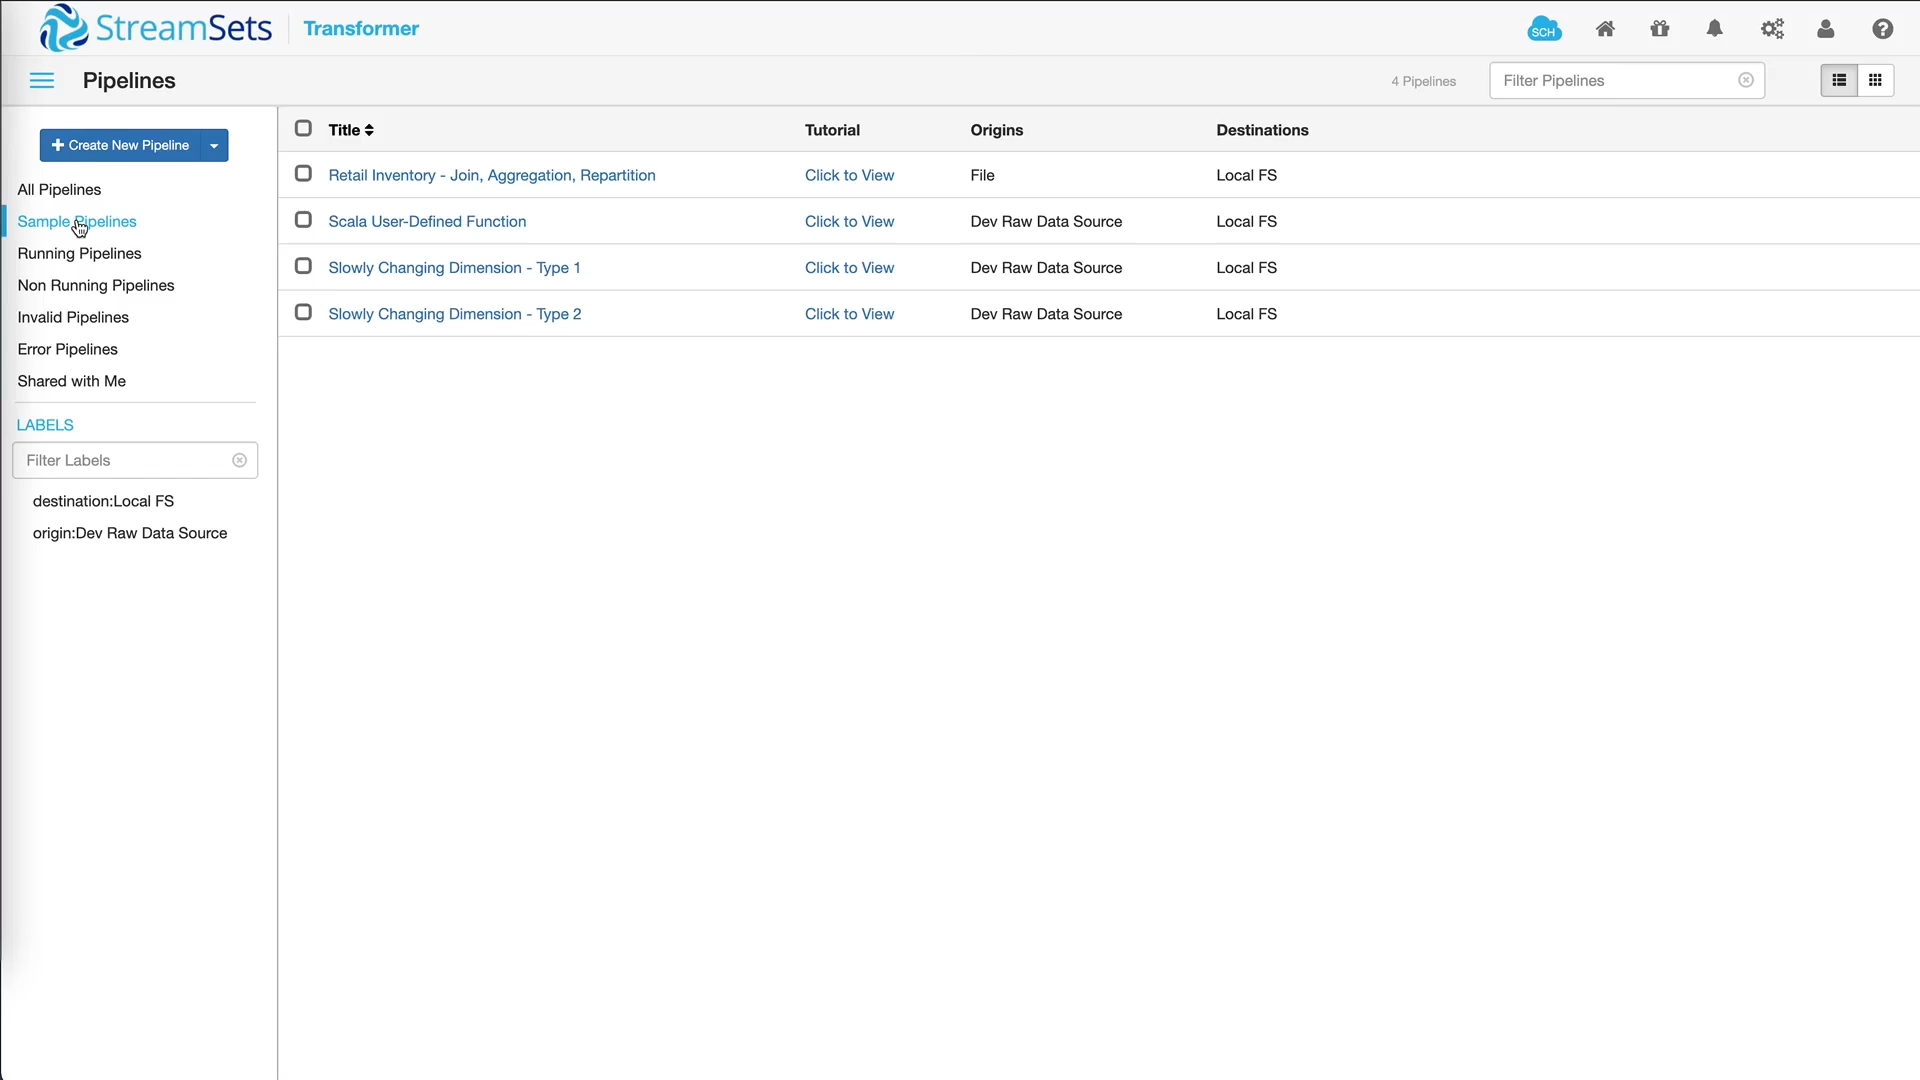 StreamSets Transformer
SCH
Pipelines
4 Pipelines
Filter Pipelines
Create New Pipeline
All Pipelines
Sample Pipelines
Running Pipelines
Non Running Pipelines
Invalid Pipelines
Error Pipelines
Shared with Me
LABELS
Filter Labels
destination:Local FS
origin:Dev Raw Data Source
Title Tutorial Origins Destinations
Retail Inventory - Join, Aggregation, Repartition Click to View File Local FS
Scala User-Defined Function Click to View Dev Raw Data Source Local FS
Slowly Changing Dimension - Type 1 Click to View Dev Raw Data Source Local FS
Slowly Changing Dimension - Type 2 Click to View Dev Raw Data Source Local FS